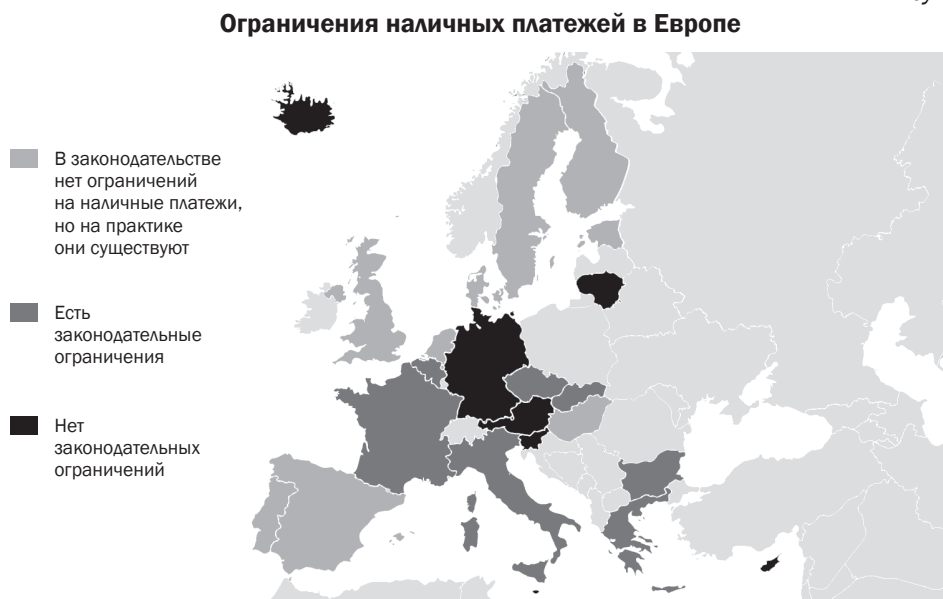 Ограничения наличных платежей в Европе
В законодательстве
нет ограничений
на наличные платежи,
но на практике
они существуют
Есть
законодательные
ограничения
Нет
законодательных
ограничений